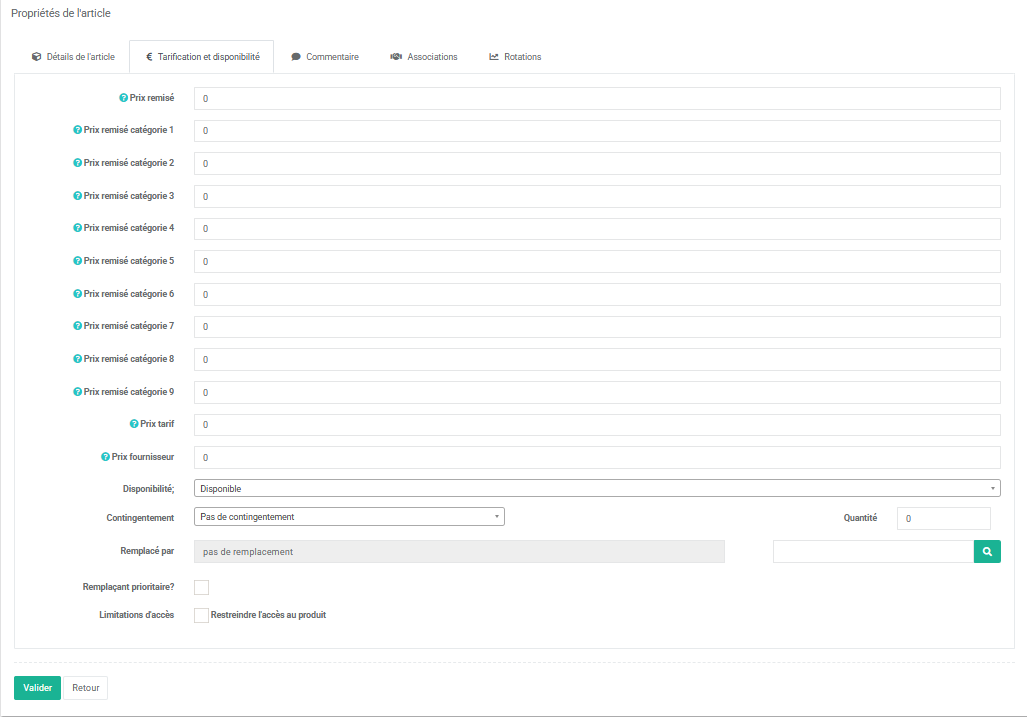 Propriétés de l'article
Détails de l'article € Tarification et disponibilité Commentaire Associations Rotations
? Prix remisé 0
? Prix remisé catégorie 1 0
? Prix remisé catégorie 2 0
? Prix remisé catégorie 3 0
? Prix remisé catégorie 4 0
? Prix remisé catégorie 5 0
? Prix remisé catégorie 6 0
? Prix remisé catégorie 7 0
? Prix remisé catégorie 8 0
? Prix remisé catégorie 9 0
? Prix tarif 0
? Prix fournisseur 0
Disponibilité; Disponible
Contingentement Pas de contingentement Quantité 0
Remplacé par pas de remplacement
Remplaçant prioritaire?
Limitations d'accès Restreindre l'accès au produit
Valider Retour